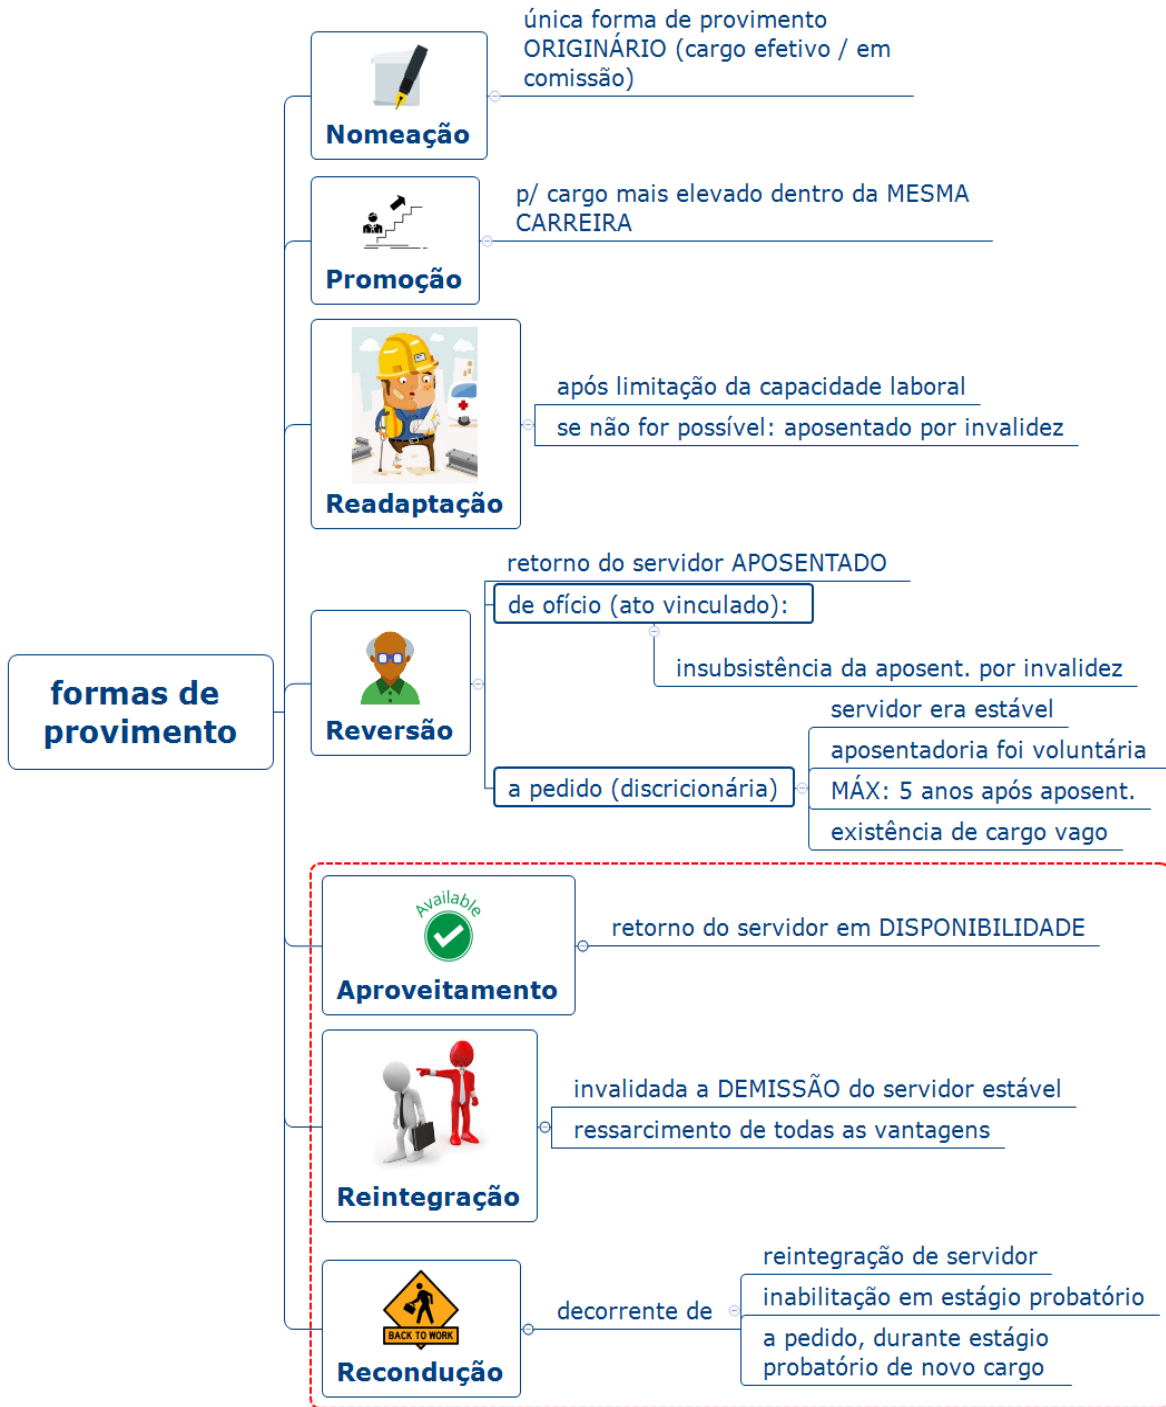 única forma de provimento
ORIGINÁRIO (cargo efetivo / em
comissão)
Nomeação
p/ cargo mais elevado dentro da MESMA
CARREIRA
Promoção
após limitação da capacidade laboral
se não for possível: aposentado por invalidez
Readaptação
retorno do servidor APOSENTADO
de ofício (ato vinculado):
insubsistência da aposent. por invalidez
formas de
provimento
Reversão
servidor era estável
aposentadoria foi voluntária
a pedido (discricionária)
MÁX: 5 anos após aposent.
existência de cargo vago
Available
retorno do servidor em DISPONIBILIDADE
Aproveitamento
invalidada a DEMISSÃO do servidor estável
ressarcimento de todas as vantagens
Reintegração
BACK TO WORK
Recondução
decorrente de
reintegração de servidor
inabilitação em estágio probatório
a pedido, durante estágio
probatório de novo cargo